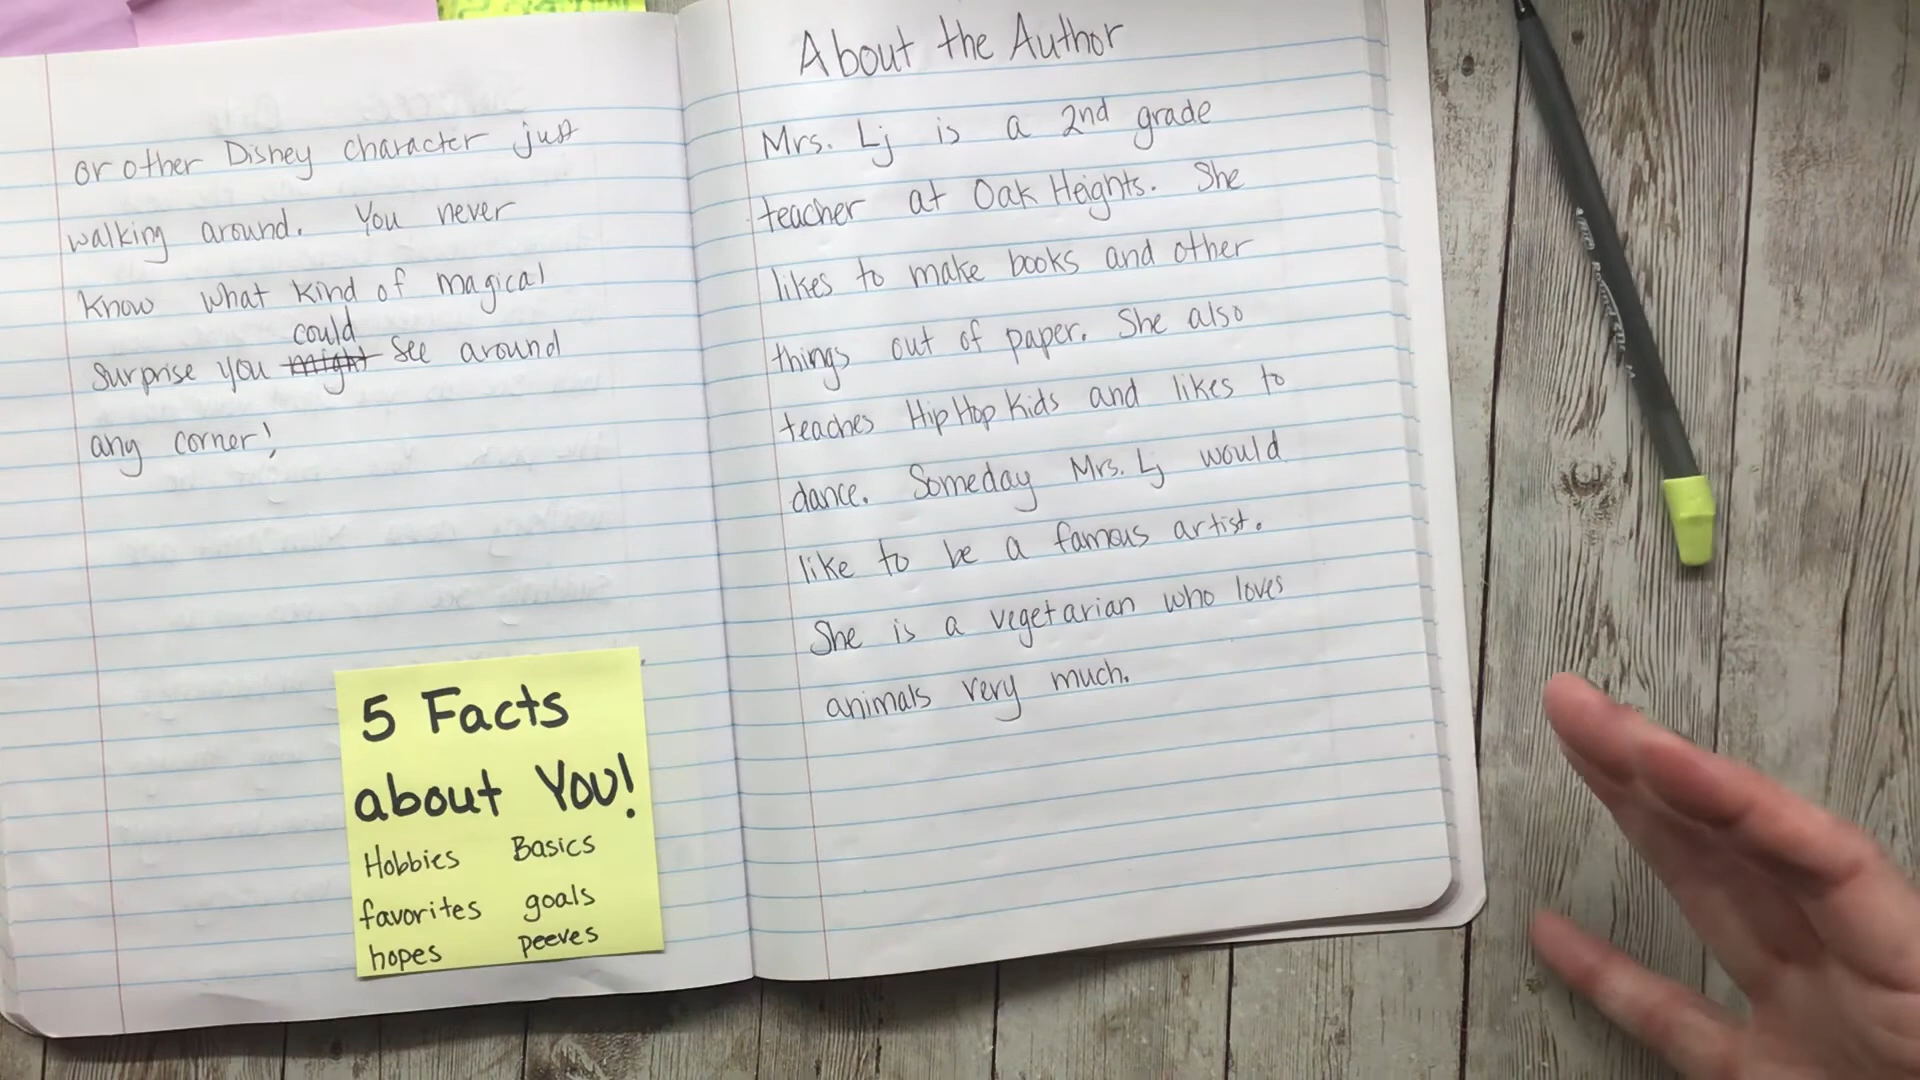 or other Disney character just
walking around. You never
know what kind of magical
could
surprise you might see around
any corner!
5 Facts
about You!
Hobbies Basics
favorites goals
hopes peeves
About the Author
Mrs. Lj is a 2nd grade
teacher at Oak Heights. She
likes to make books and other
things out of paper. She also
teaches Hip Hop Kids and likes to
dance. Someday Mrs. Lj would
like to be a famous artist.
She is a vegetarian who loves
animals very much.